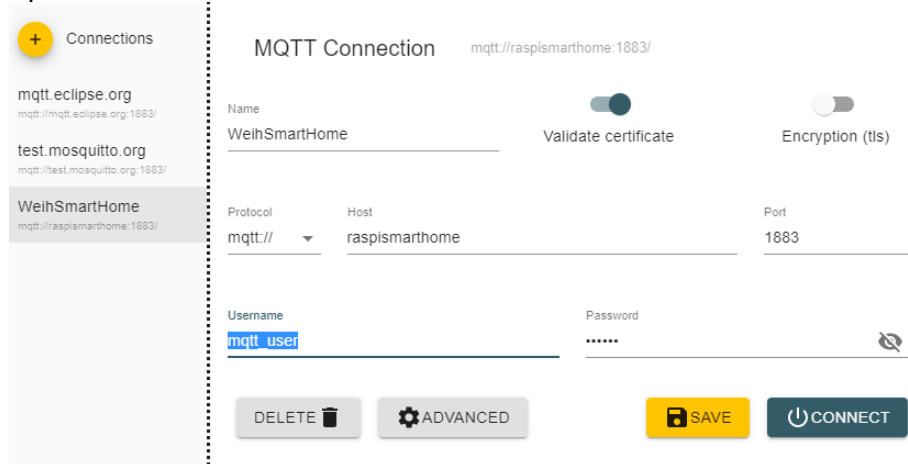 + Connections
mqtt.eclipse.org
mqtt://mqtt.eclipse.org:1883/
test.mosquitto.org
mqtt://test.mosquitto.org:1883/
WeihSmartHome
mqtt://raspismarthome:1883/
MQTT Connection mqtt://raspismarthome:1883/
Name
WeihSmartHome
Validate certificate
Encryption (tls)
Protocol Host Port
mqtt:// raspismarthome 1883
Username Password
mqtt_user ••••••
DELETE ADVANCED SAVE CONNECT